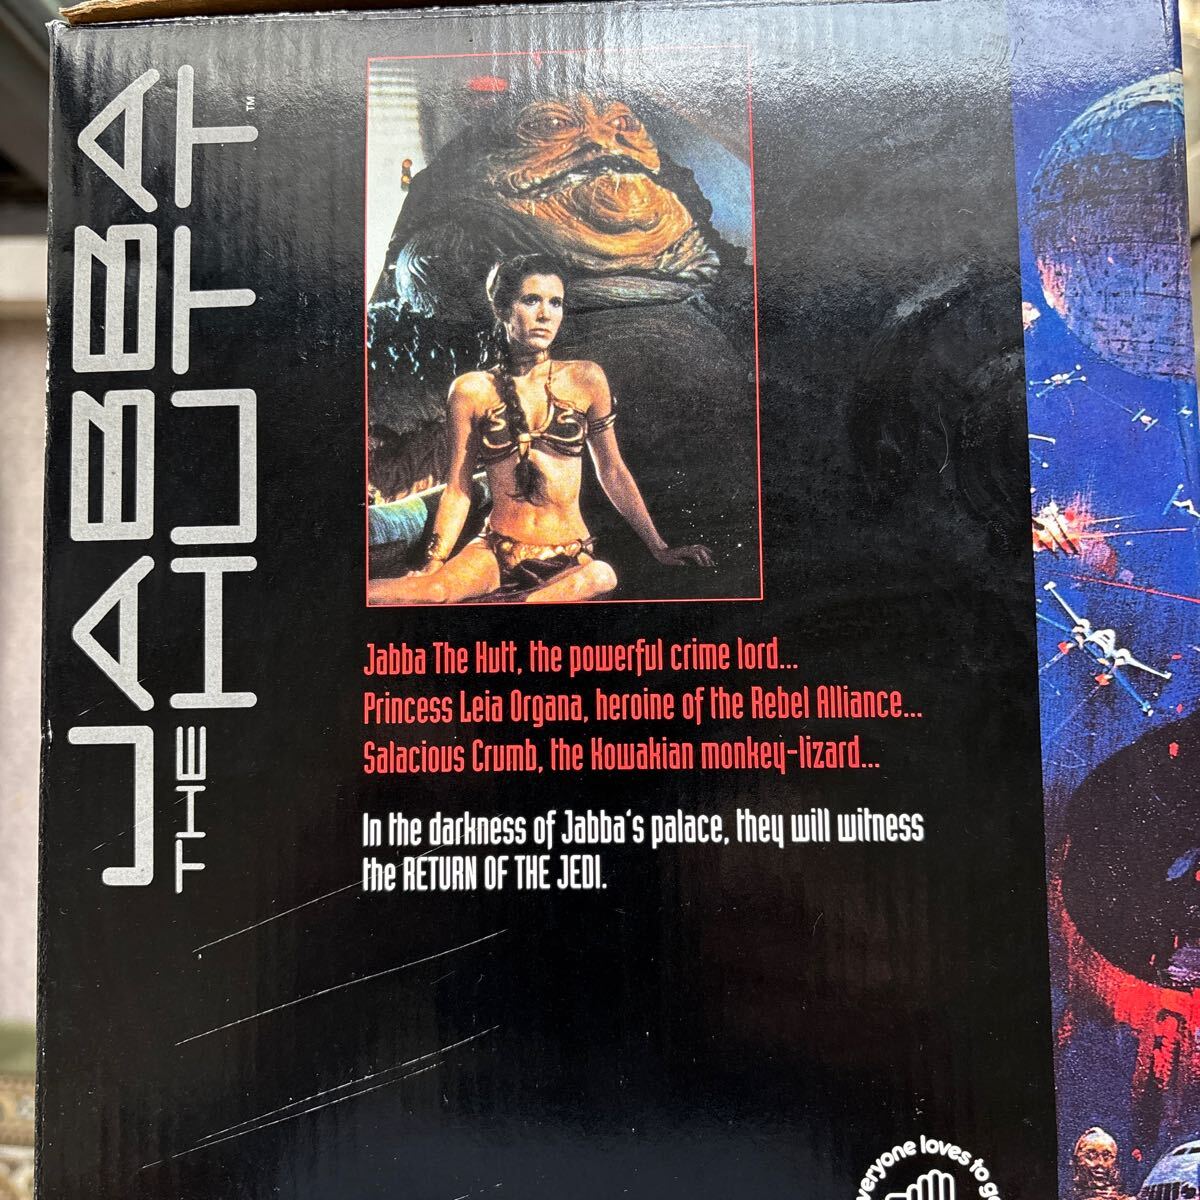 JABBA
THE HUTT™
Jabba The Hutt, the powerful crime lord...
Princess Leia Organa, heroine of the Rebel Alliance...
Salacious Crumb, the Kowakian monkey-lizard...
In the darkness of Jabba's palace, they will witness
the RETURN OF THE JEDI.
loves to